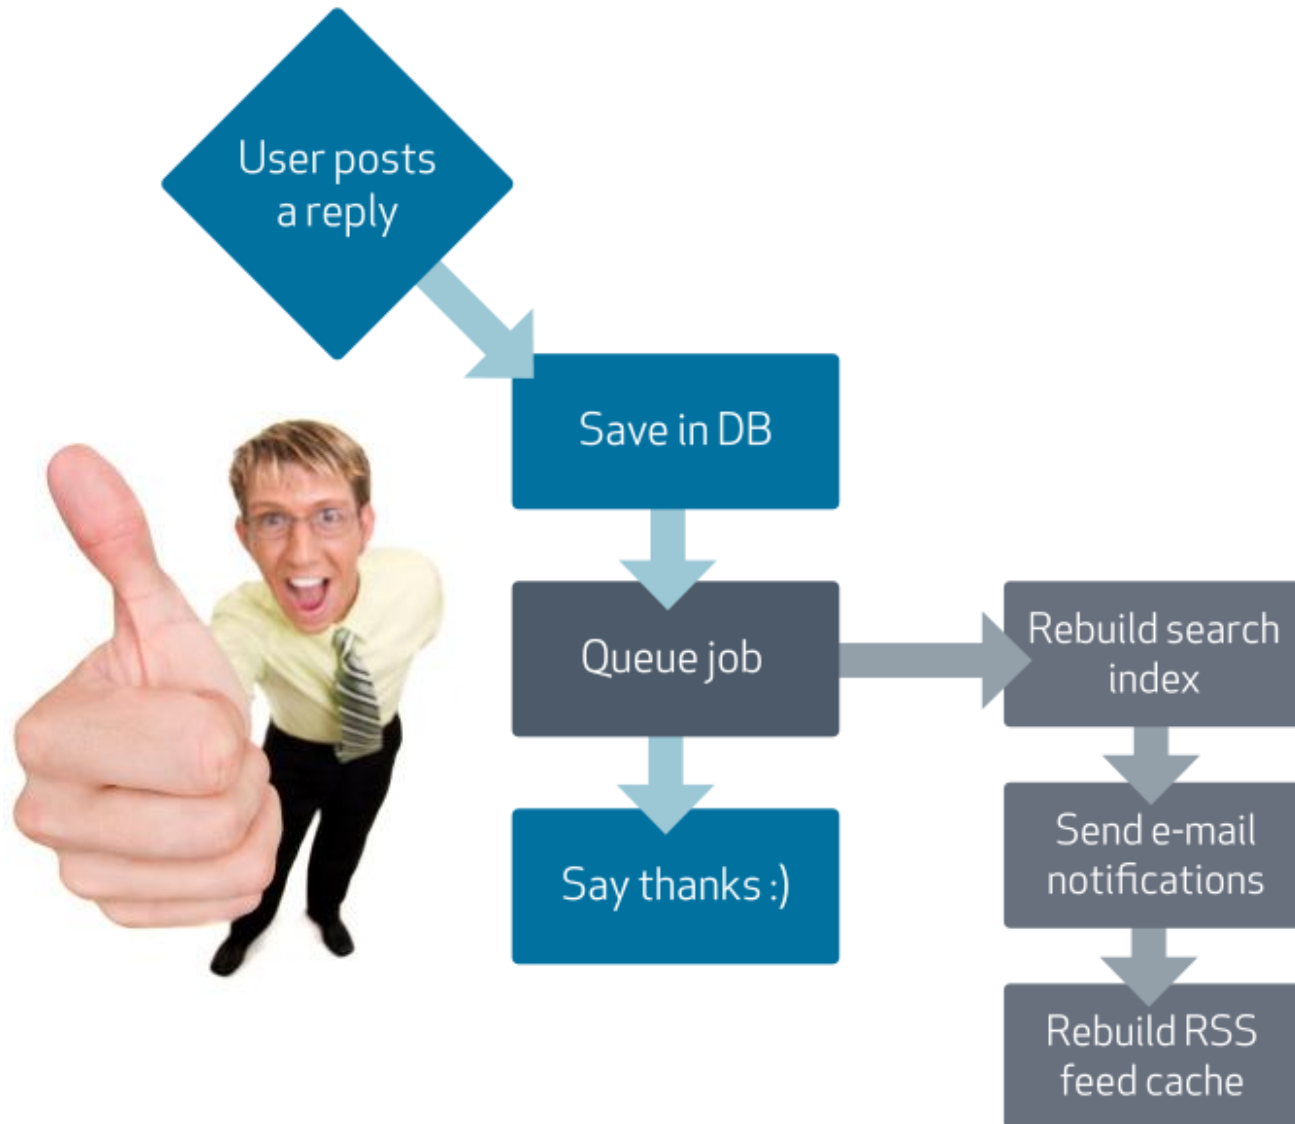 User posts
a reply
Save in DB
Queue job
Say thanks :)
Rebuild search
index
Send e-mail
notifications
Rebuild RSS
feed cache